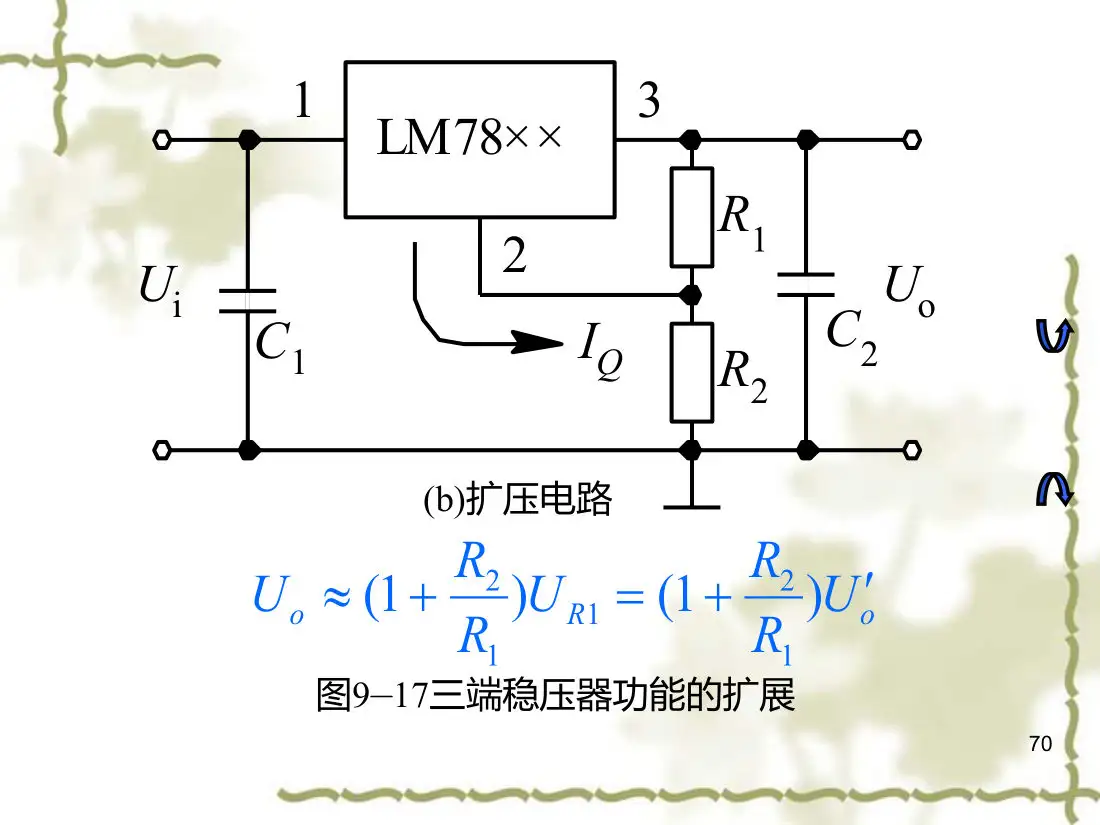 1 LM78×× 3
R1
2
Ui Uo
C1 IQ C2
R2
(b)扩压电路
Uo ≈ (1 + R2/R1)UR1 = (1 + R2/R1)U′o
图9—17三端稳压器功能的扩展
70